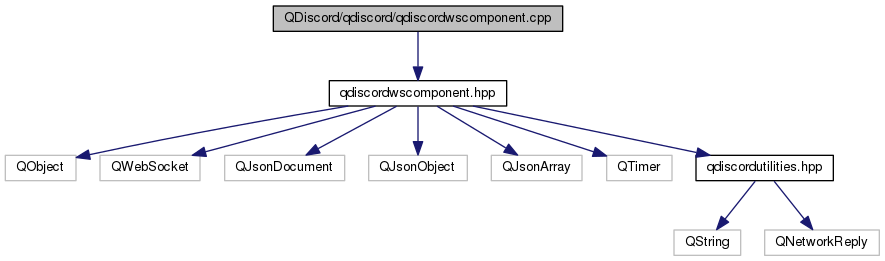 QDiscord/qdiscord/qdiscordwscomponent.cpp
qdiscordwscomponent.hpp
QObject
QWebSocket
QJsonDocument
QJsonObject
QJsonArray
QTimer
qdiscordutilities.hpp
QString
QNetworkReply